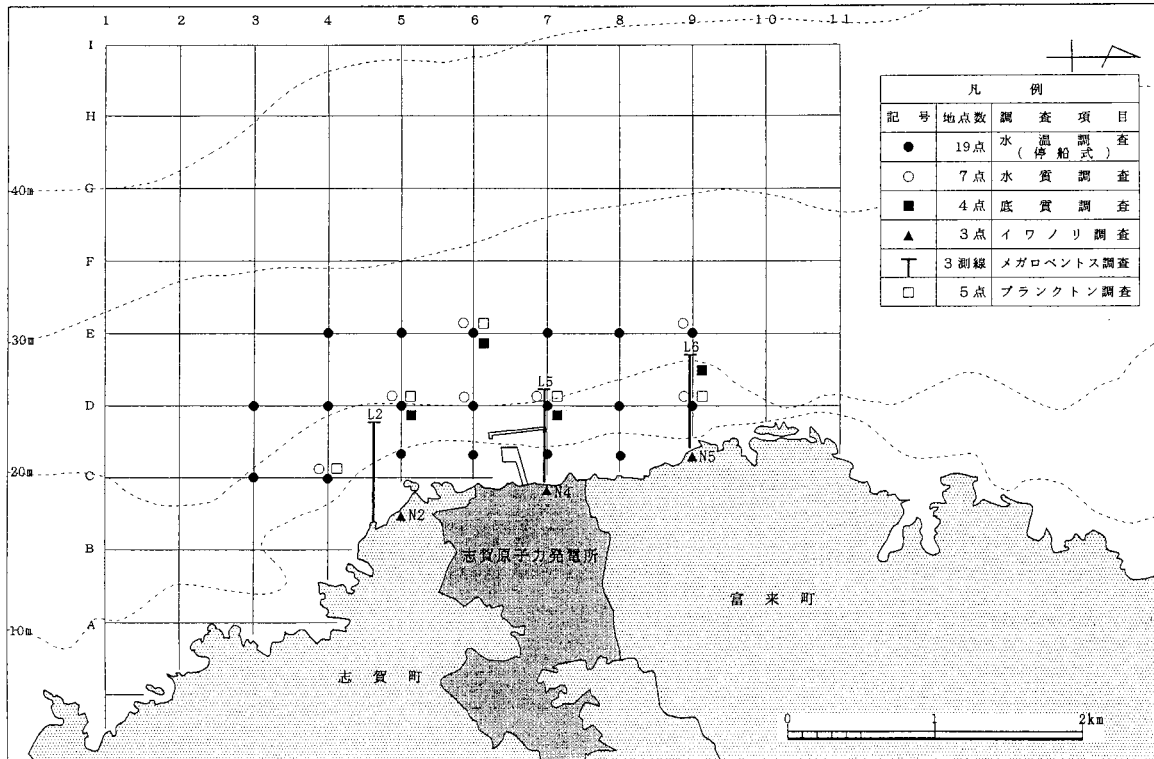 1 2 3 4 5 6 7 8 9 10 11
I
H
G
F
E
D
C
B
A
40m
30m
20m
10m
凡例
記号 地点数 調査項目
● 19点 水温調査
(停船式)
○ 7点 水質調査
■ 4点 底質調査
▲ 3点 イワノリ調査
3測線 メガロベントス調査
□ 5点 プランクトン調査
L2
L5
L6
N2
N4
N5
志賀原子力発電所
富来町
志賀町
0 1 2km